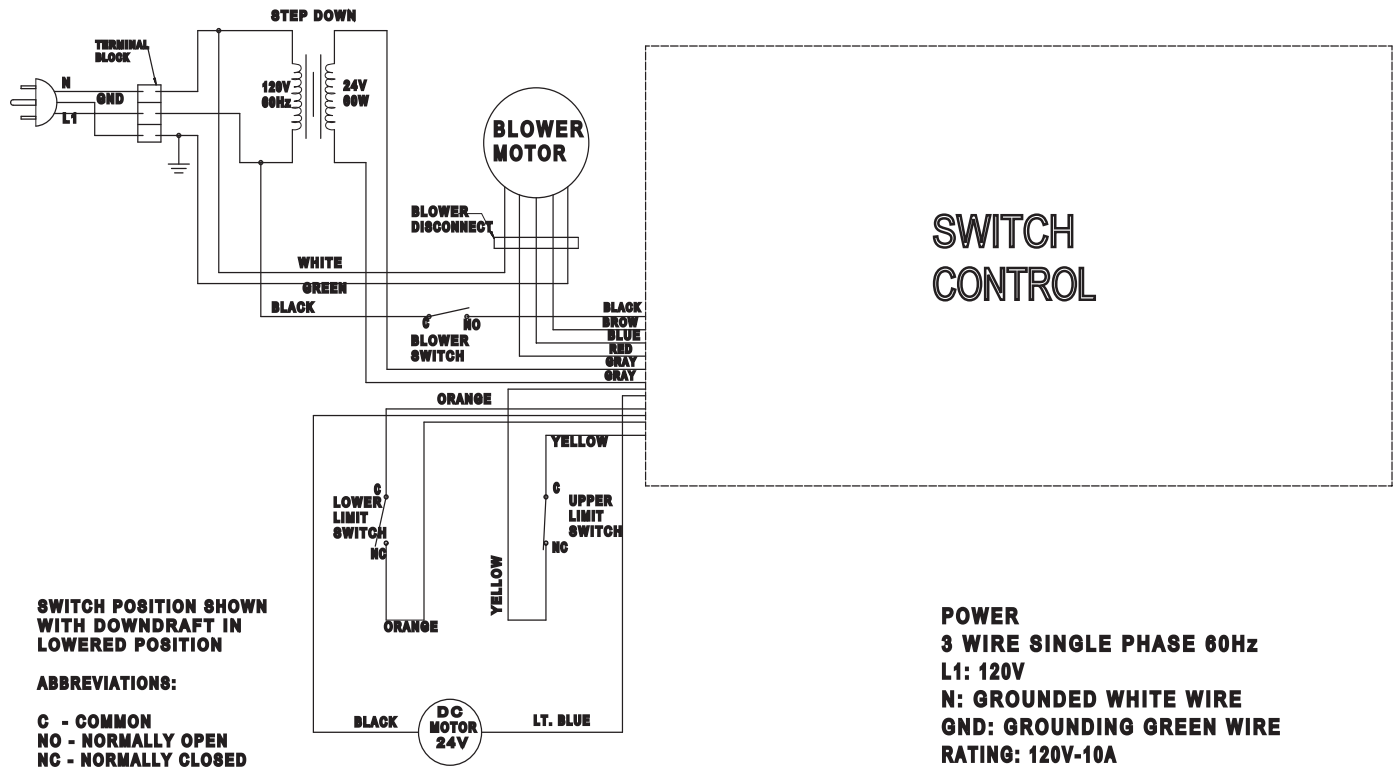 STEP DOWN
TERMINAL
BLOCK
N
GND
L1
120V
60Hz
24V
60W
BLOWER
MOTOR
BLOWER
DISCONNECT
WHITE
GREEN
BLACK
C
NO
BLOWER
SWITCH
BLACK
BROW
BLUE
RED
GRAY
GRAY
SWITCH
CONTROL
ORANGE
YELLOW
C
LOWER
LIMIT
SWITCH
NC
C
UPPER
LIMIT
SWITCH
NC
YELLOW
ORANGE
BLACK
DC
MOTOR
24V
LT. BLUE
SWITCH POSITION SHOWN
WITH DOWNDRAFT IN
LOWERED POSITION
ABBREVIATIONS:
C - COMMON
NO - NORMALLY OPEN
NC - NORMALLY CLOSED
POWER
3 WIRE SINGLE PHASE 60Hz
L1: 120V
N: GROUNDED WHITE WIRE
GND: GROUNDING GREEN WIRE
RATING: 120V-10A